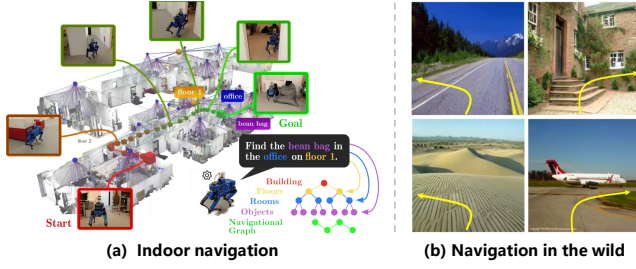 floor 1
office
bean bag
Goal
floor 2
Find the bean bag in
the office on floor 1.
Building
Floors
Rooms
Objects
Navigational
Graph
Start
(a) Indoor navigation
(b) Navigation in the wild